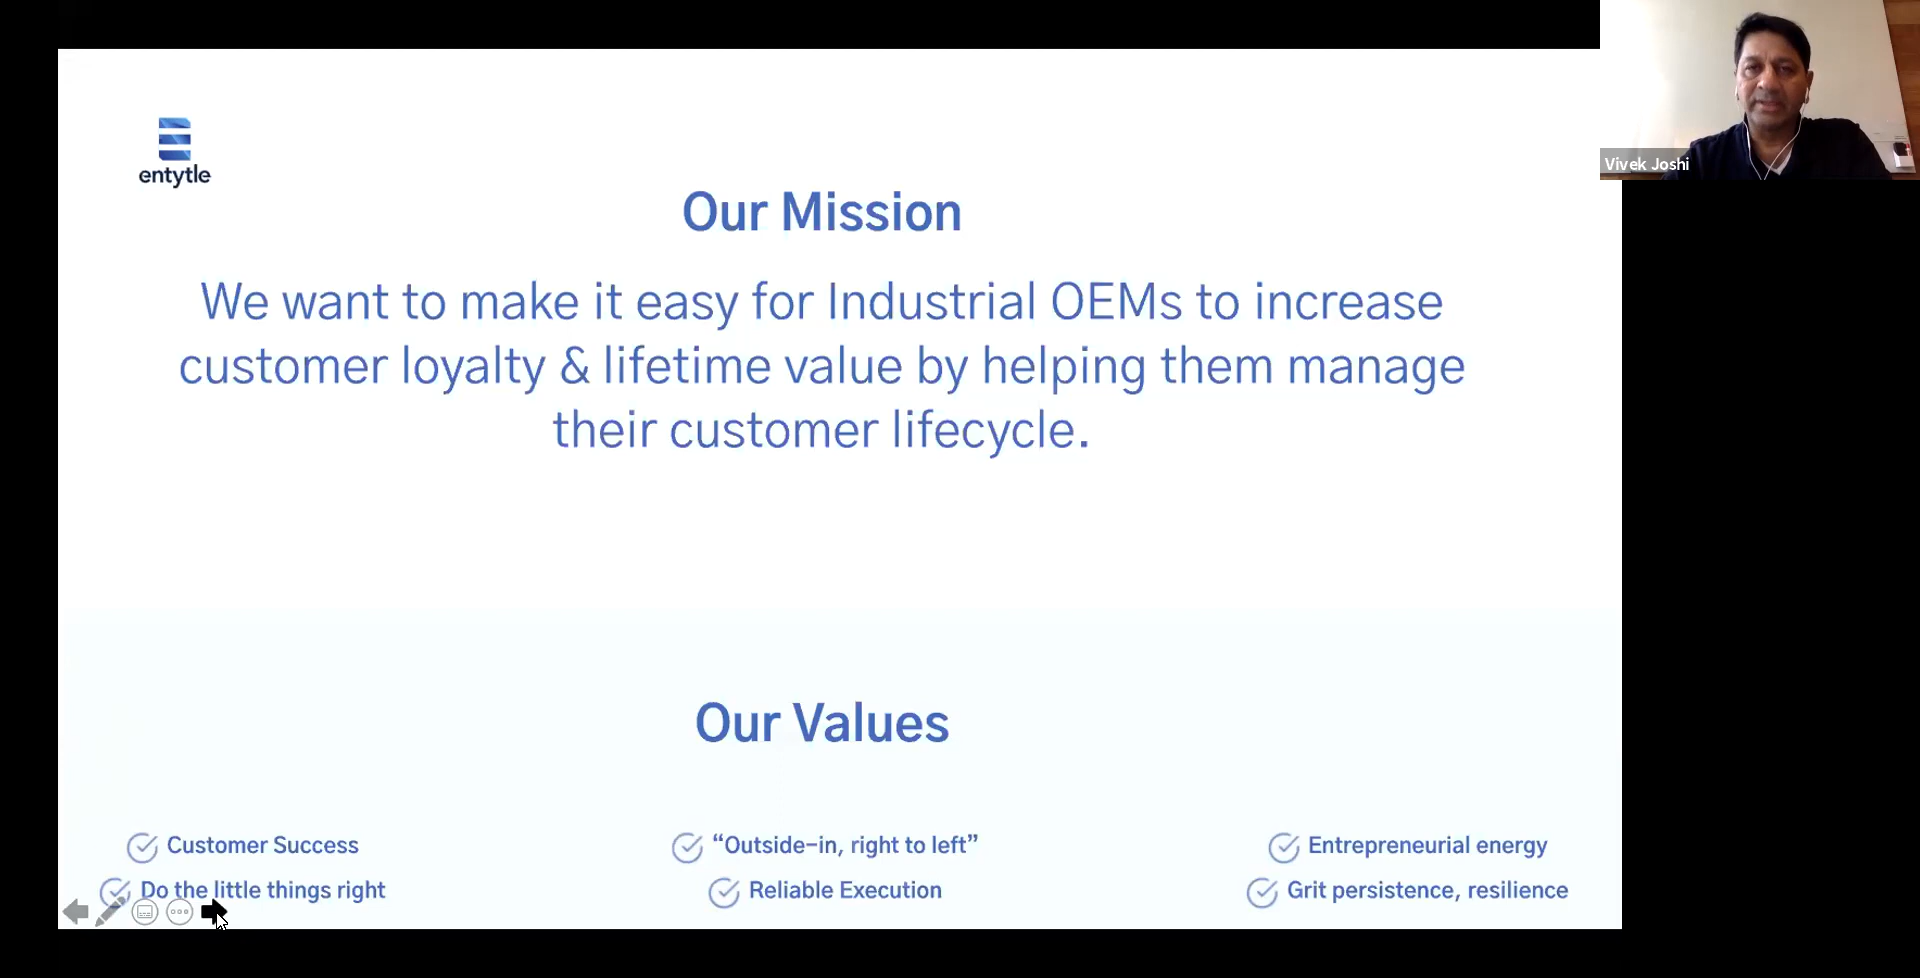 entytle
Vivek Joshi
Our Mission
We want to make it easy for Industrial OEMs to increase
customer loyalty & lifetime value by helping them manage
their customer lifecycle.
Our Values
Customer Success
“Outside-in, right to left”
Entrepreneurial energy
Do the little things right
Reliable Execution
Grit persistence, resilience